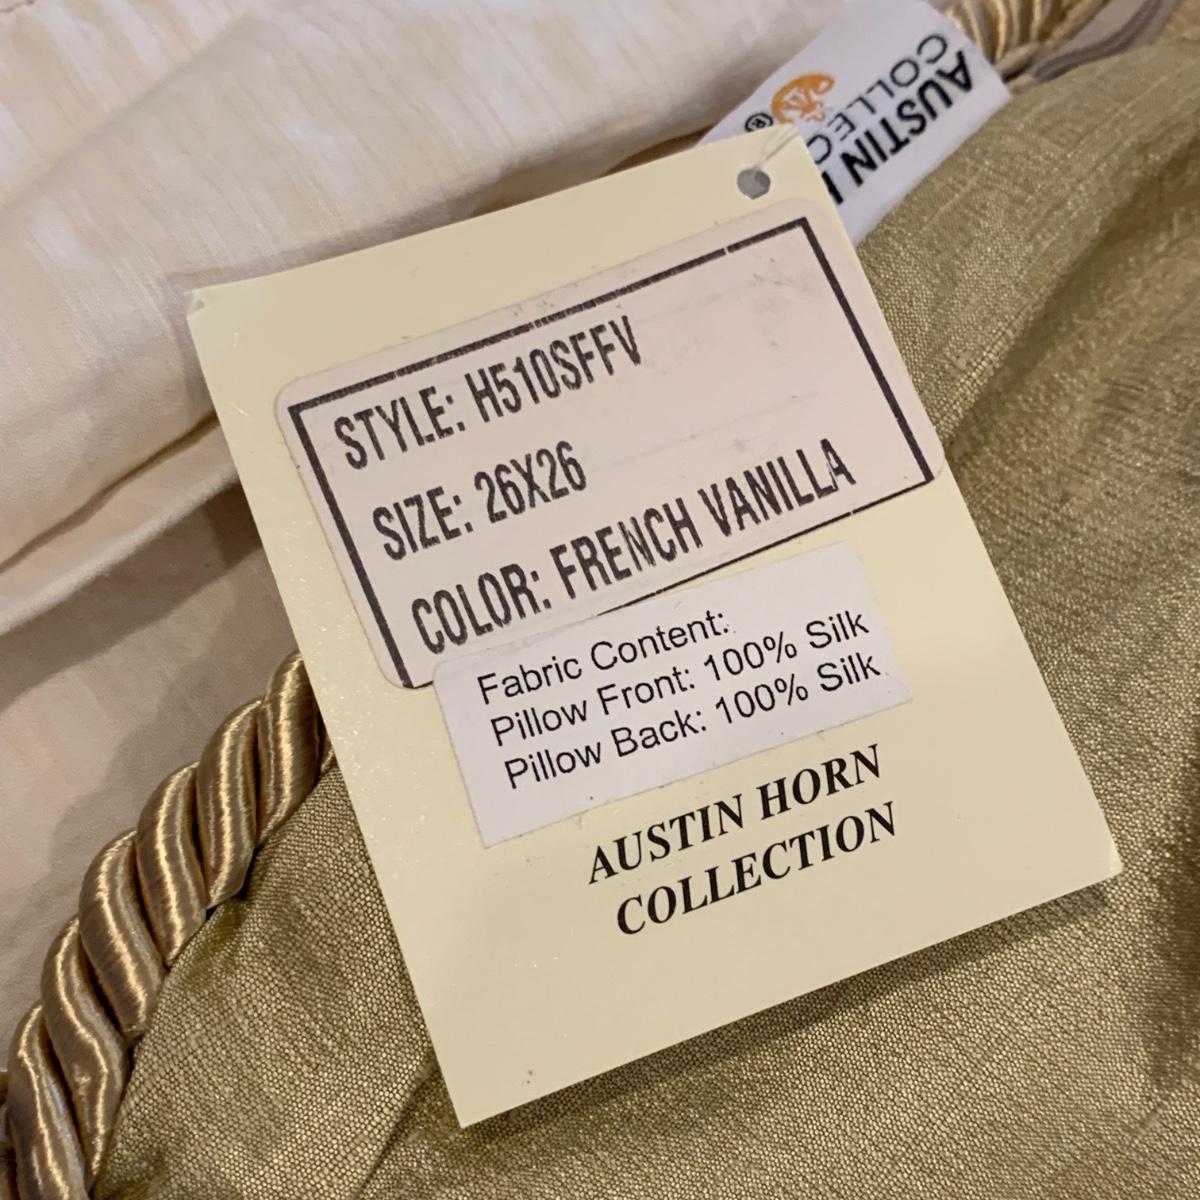 AUSTIN
COLLEC
®
STYLE: H510SFFV
SIZE: 26X26
COLOR: FRENCH VANILLA
Fabric Content:
Pillow Front: 100% Silk
Pillow Back: 100% Silk
AUSTIN HORN
COLLECTION